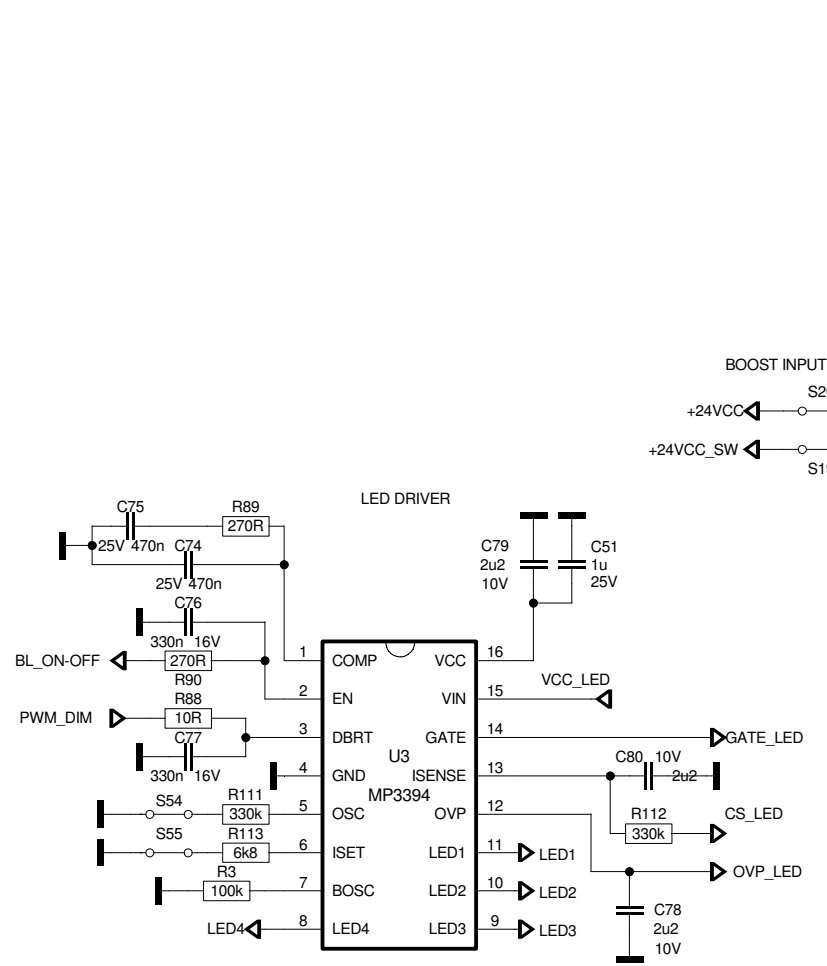 BOOST INPUT
+24VCC
+24VCC_SW
S19
LED DRIVER
C75
R89
270R
25V 470n
C74
25V 470n
C76
330n 16V
BL_ON-OFF
270R
R90
R88
PWM_DIM
10R
C77
330n 16V
S54
R111
330k
S55
R113
6k8
R3
100k
LED4
C79
2u2
10V
C51
1u
25V
1
COMP
VCC
16
2
EN
VIN
15
VCC_LED
3
DBRT
GATE
14
GATE_LED
U3
4
GND
ISENSE
13
C80 10V
2u2
MP3394
5
OSC
OVP
12
R112
330k
CS_LED
6
ISET
LED1
11
LED1
OVP_LED
7
BOSC
LED2
10
LED2
8
LED4
LED3
9
LED3
C78
2u2
10V